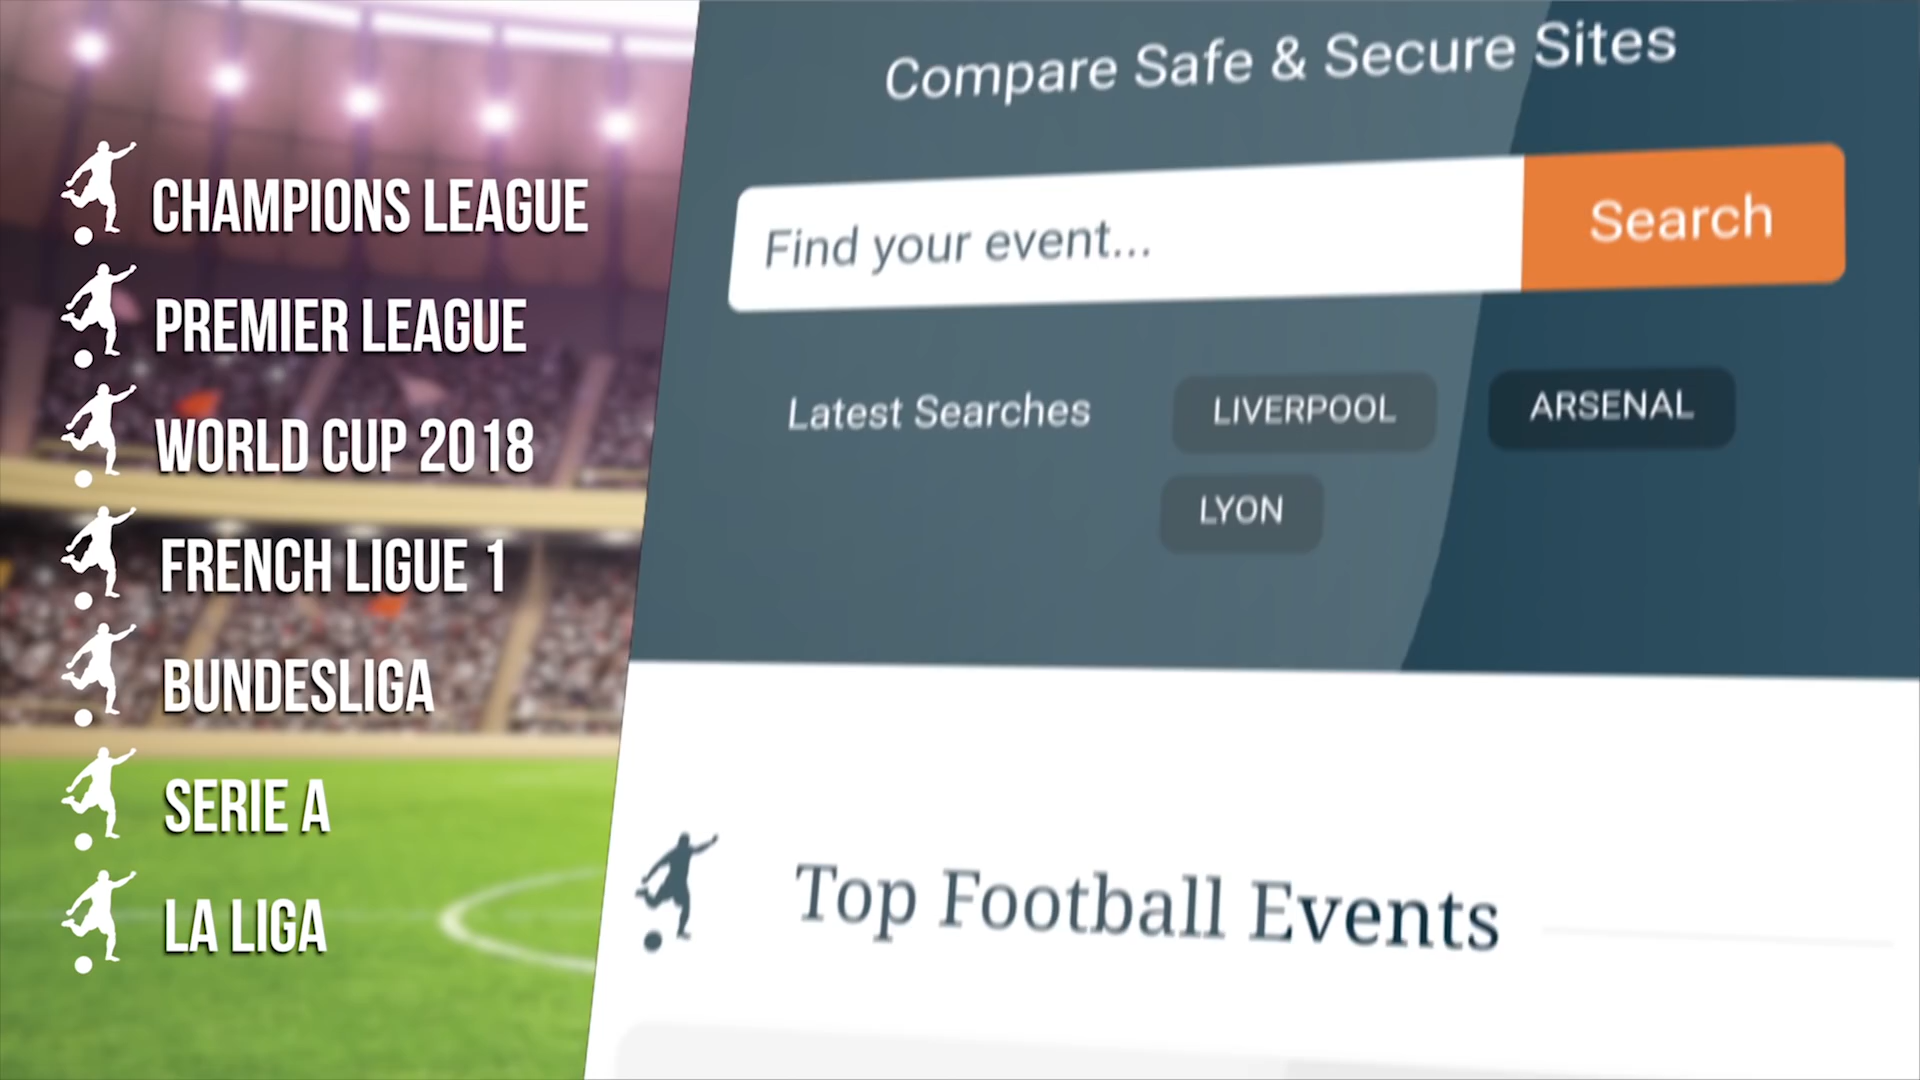 CHAMPIONS LEAGUE
PREMIER LEAGUE
WORLD CUP 2018
FRENCH LIGUE 1
BUNDESLIGA
SERIE A
LA LIGA
Compare Safe & Secure Sites
Find your event...
Search
Latest Searches
LIVERPOOL
ARSENAL
LYON
Top Football Events